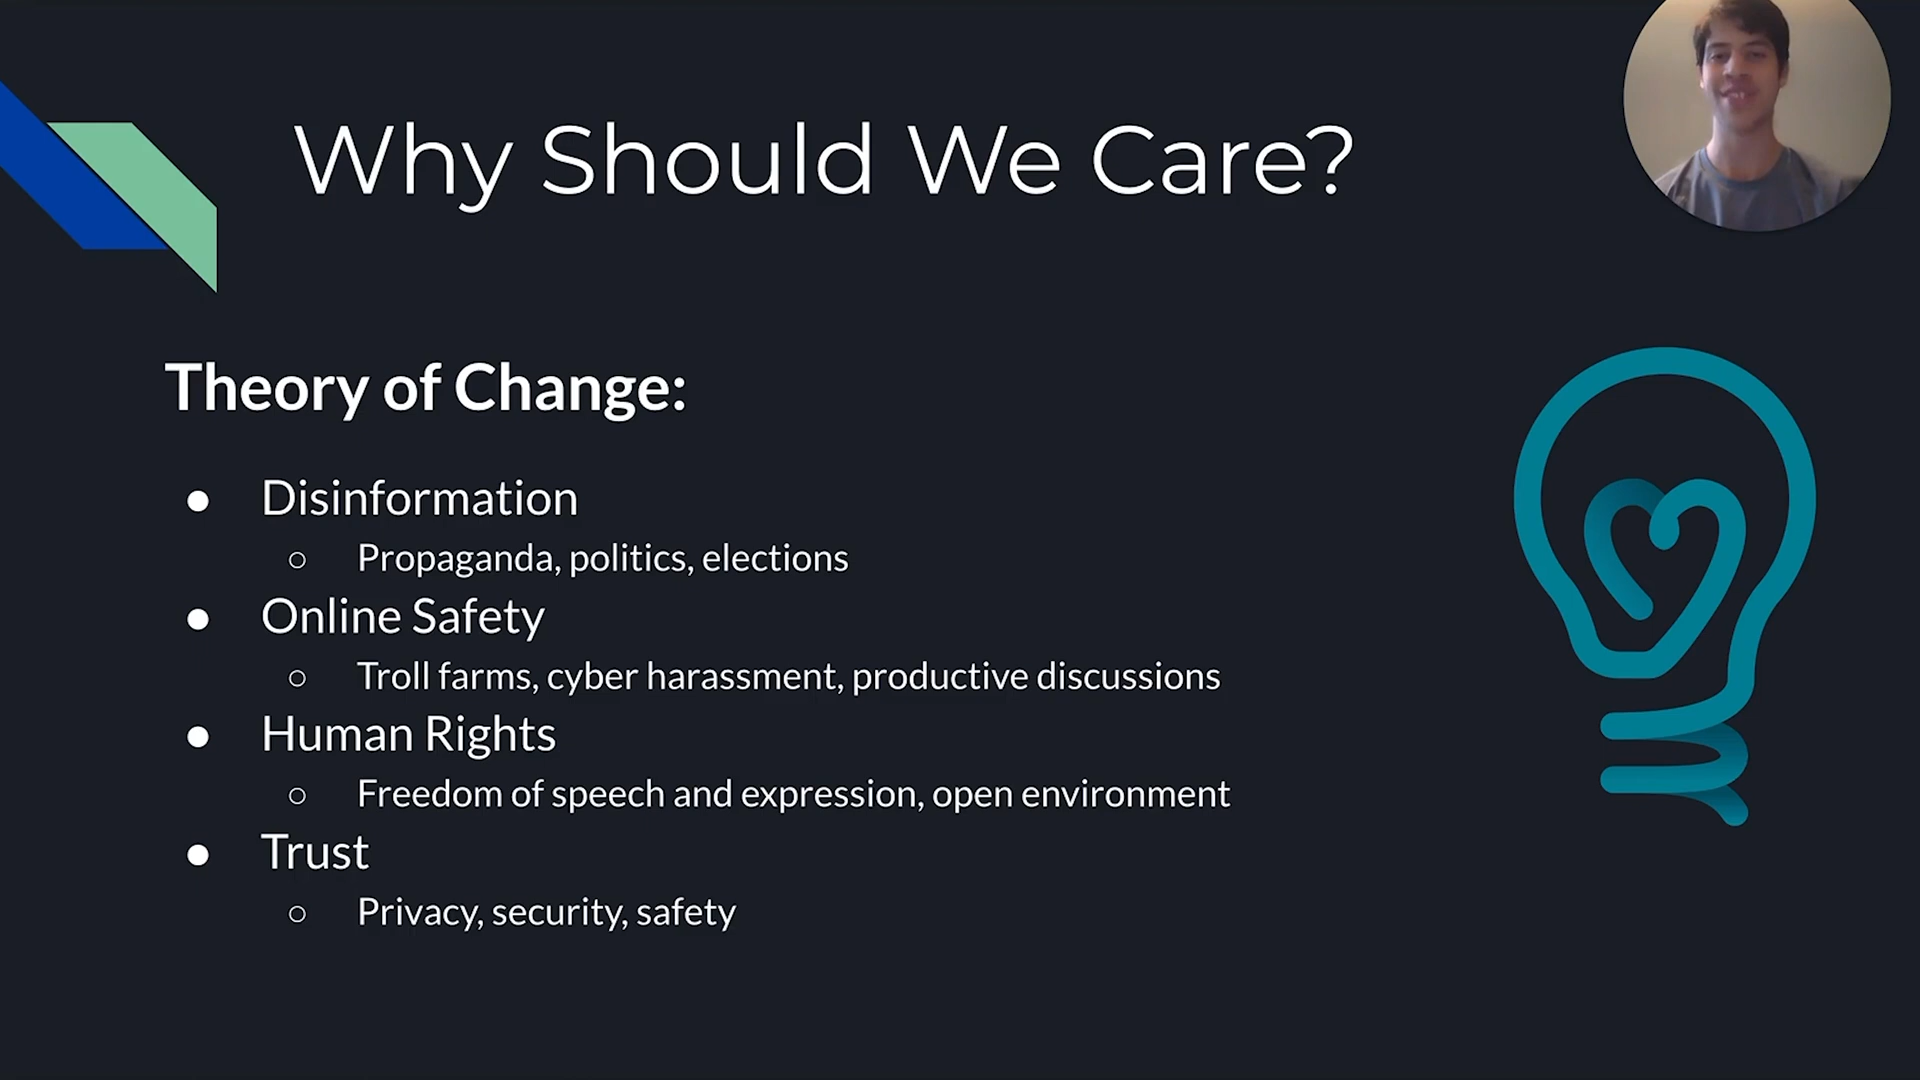 Why Should We Care?
Theory of Change:
● Disinformation
○ Propaganda, politics, elections
● Online Safety
○ Troll farms, cyber harassment, productive discussions
● Human Rights
○ Freedom of speech and expression, open environment
● Trust
○ Privacy, security, safety